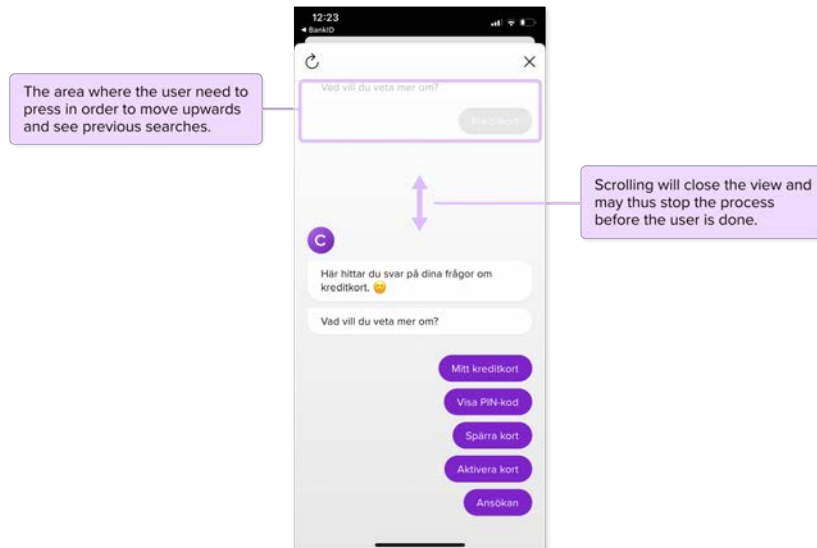 12:23
◀ BankID
Vad vill du veta mer om?
Kreditkort
The area where the user need to
press in order to move upwards
and see previous searches.
Scrolling will close the view and
may thus stop the process
before the user is done.
C
Här hittar du svar på dina frågor om
kreditkort. 😊
Vad vill du veta mer om?
Mitt kreditkort
Visa PIN-kod
Spärra kort
Aktivera kort
Ansökan